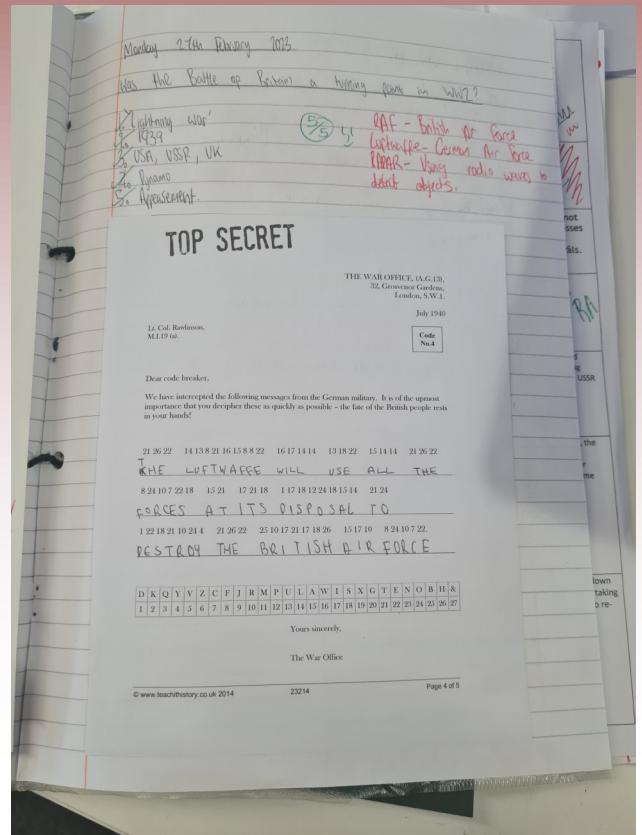 Monday 27th February 2023
Was the Battle of Britain a turning point in WW2?
1. 'Lightning war'
2. 1939
3. USA, USSR, UK
4. Dynamo
5. Appeasement.
5/5
RAF - British Air Force
Luftwaffe - German Air Force
RADAR - Using radio waves to
detect objects.
TOP SECRET
THE WAR OFFICE, (A.G.13),
32, Grosvenor Gardens,
London, S.W.1.
July 1940
Lt. Col. Rawlinson,
M.I.19 (a).
Code
No.4
Dear code breaker,
We have intercepted the following messages from the German military. It is of the upmost
importance that you decipher these as quickly as possible – the fate of the British people rests
in your hands!
21 26 22 14 13 8 21 16 15 8 8 22 16 17 14 14 13 18 22 15 14 14 21 26 22
THE LUFTWAFFE WILL USE ALL THE
8 24 10 7 22 18 15 21 17 21 18 1 17 18 12 24 18 15 14 21 24
FORCES AT ITS DISPOSAL TO
1 22 18 21 10 24 4 21 26 22 25 10 17 21 17 18 26 15 17 10 8 24 10 7 22.
DESTROY THE BRITISH AIR FORCE
D K Q Y V Z C F J R M P U L A W I S X G T E N O B H &
1 2 3 4 5 6 7 8 9 10 11 12 13 14 15 16 17 18 19 20 21 22 23 24 25 26 27
Yours sincerely,
The War Office
© www.teachithistory.co.uk 2014 23214 Page 4 of 5
not
sses
als.
RA
USSR
the
me
lown
taking
o re-